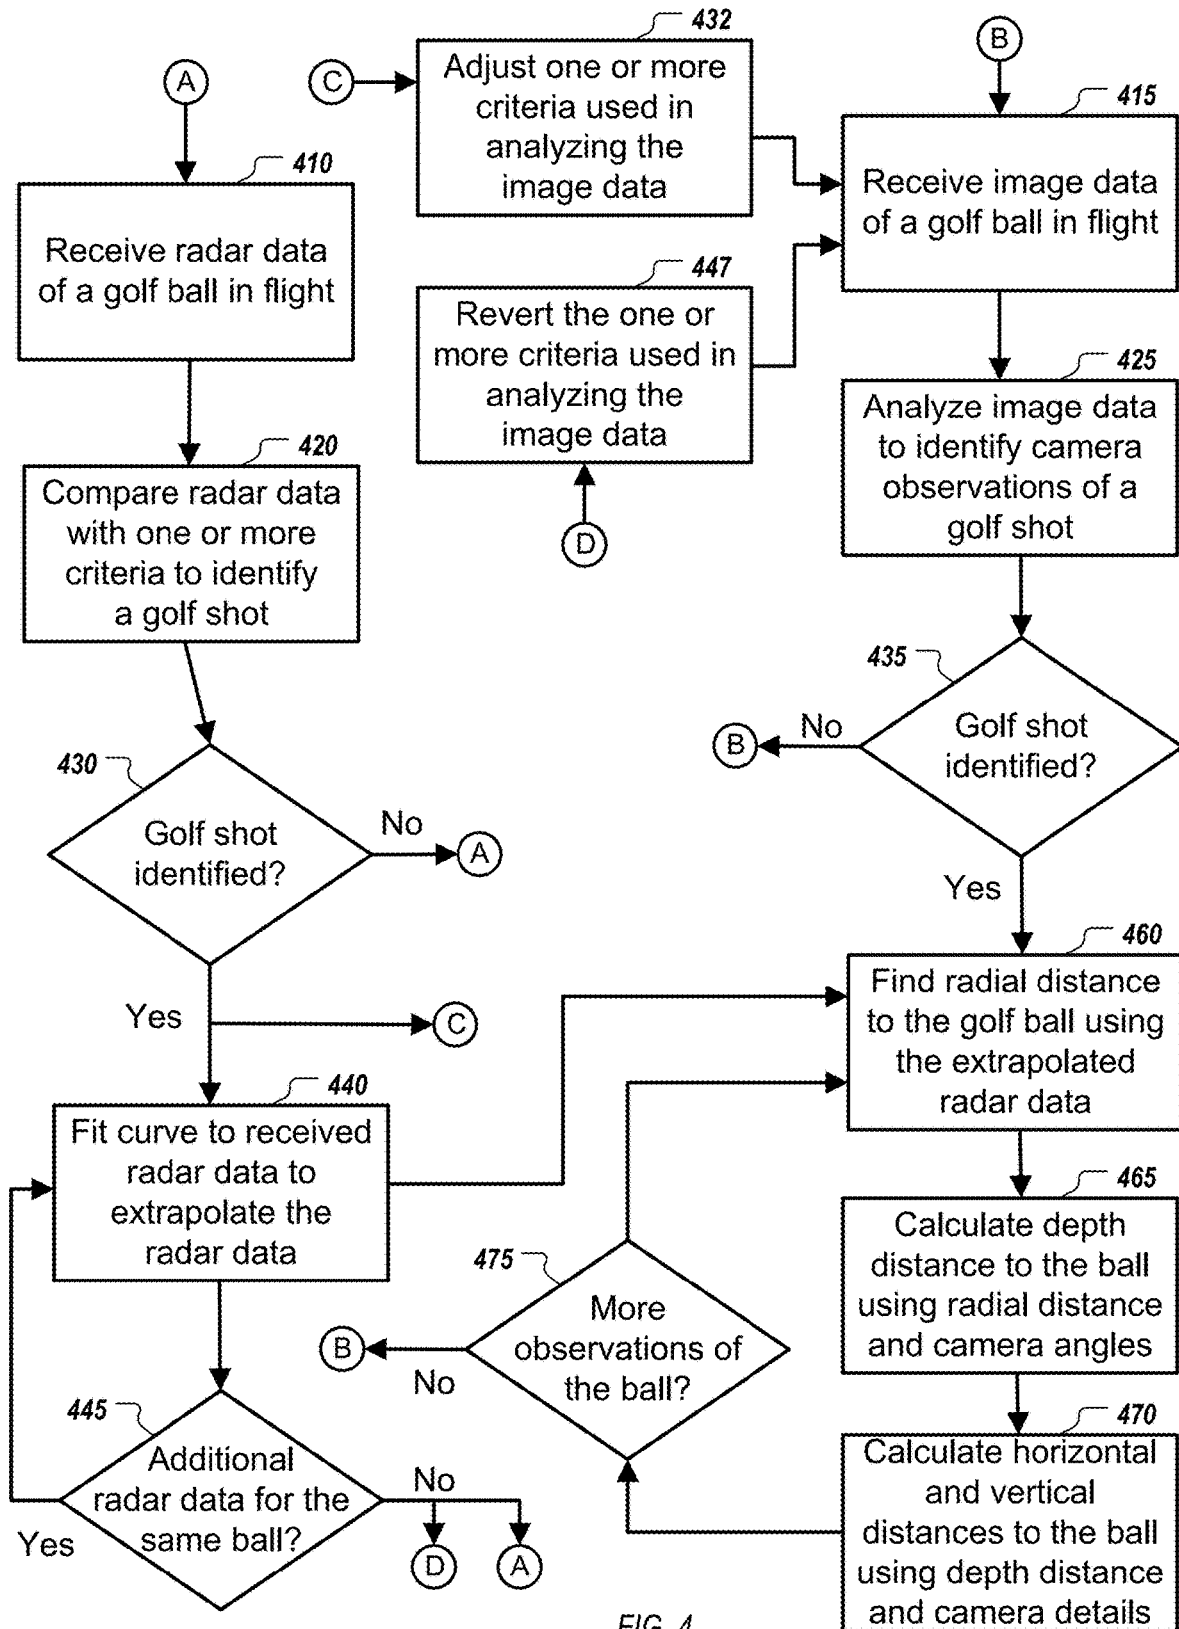 A
410
Receive radar data
of a golf ball in flight
420
Compare radar data
with one or more
criteria to identify
a golf shot
430
Golf shot
identified?
No
A
Yes
C
440
Fit curve to received
radar data to
extrapolate the
radar data
445
Additional
radar data for the
same ball?
Yes
No
D
A
C
432
Adjust one or more
criteria used in
analyzing the
image data
447
Revert the one or
more criteria used in
analyzing the
image data
D
B
415
Receive image data
of a golf ball in flight
425
Analyze image data
to identify camera
observations of a
golf shot
435
Golf shot
identified?
No
B
Yes
460
Find radial distance
to the golf ball using
the extrapolated
radar data
465
Calculate depth
distance to the ball
using radial distance
and camera angles
470
Calculate horizontal
and vertical
distances to the ball
using depth distance
and camera details
475
More
observations of
the ball?
No
B
FIG. 4